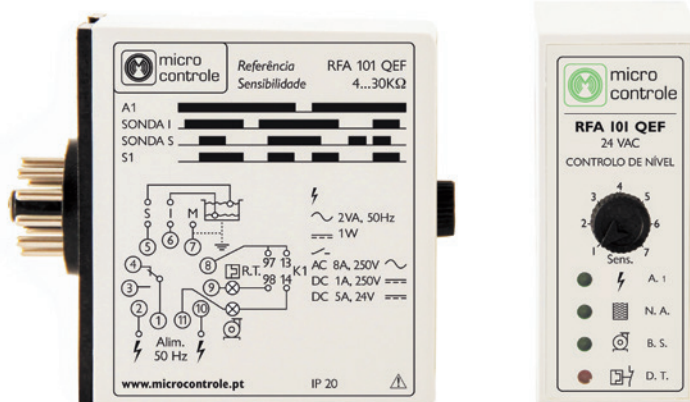 micro
controle
Referência RFA 101 QEF
Sensibilidade 4...30KΩ
A1
SONDA I
SONDA S
S1
S I M
5 6 7
4 3 2 1
8 9 11 10
R.T.
97 13
98 14
K1
2VA, 50Hz
1W
AC 8A, 250V
DC 1A, 250V
DC 5A, 24V
Alim.
50 Hz
www.microcontrole.pt IP 20
micro
controle
RFA 101 QEF
24 VAC
CONTROLO DE NÍVEL
1 2 3 4 5 6 7
Sens.
A. 1
N. A.
B. S.
D. T.